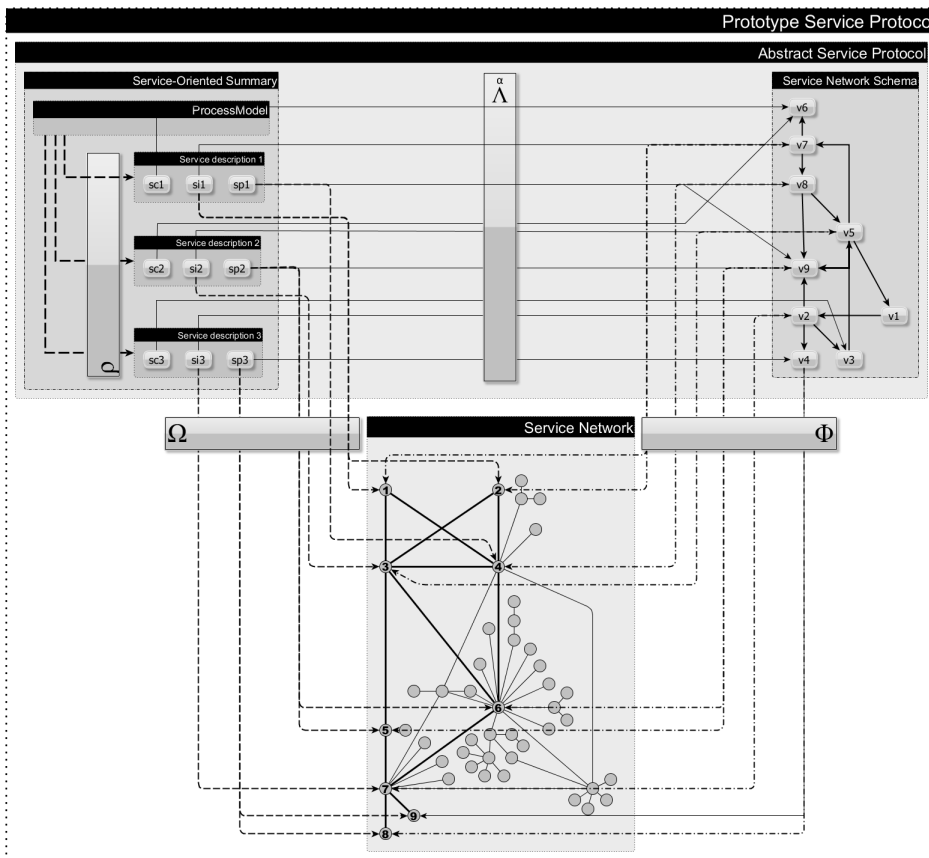 Prototype Service Protoco
Abstract Service Protocol
Service-Oriented Summary
α
Λ
Service Network Schema
ProcessModel
v6
v7
Service description 1
sc1 si1 sp1
v8
Service description 2
v5
sc2 si2 sp2
v9
v2
v1
Service description 3
sc3 si3 sp3
v4
v3
ρ
Ω
Service Network
Φ
1
2
3
4
6
5
7
9
8